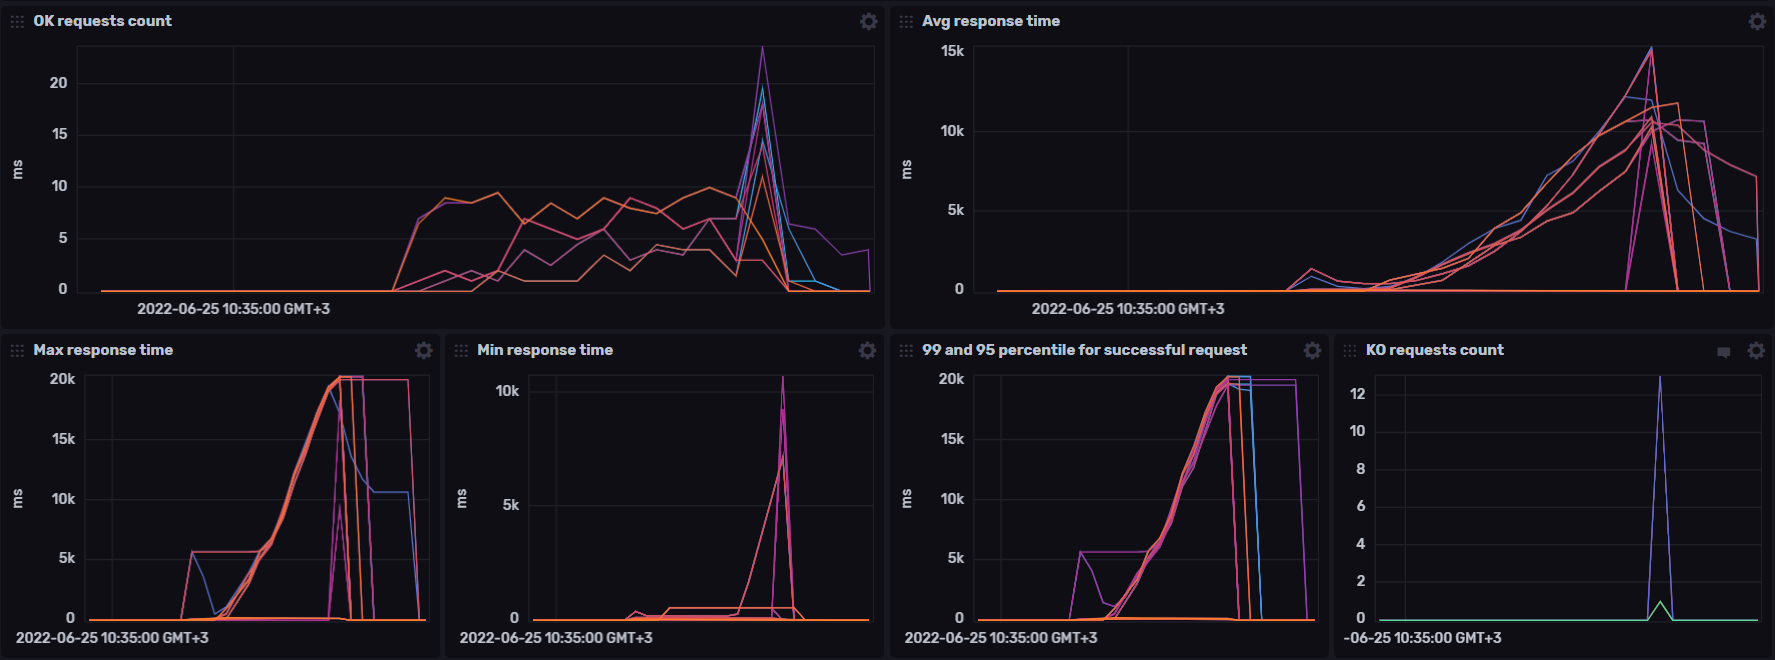 OK requests count
20
15
10
5
0
ms
2022-06-25 10:35:00 GMT+3
Avg response time
15k
10k
5k
0
ms
2022-06-25 10:35:00 GMT+3
Max response time
20k
15k
10k
5k
0
ms
2022-06-25 10:35:00 GMT+3
Min response time
10k
5k
0
ms
2022-06-25 10:35:00 GMT+3
99 and 95 percentile for successful request
20k
15k
10k
5k
0
ms
2022-06-25 10:35:00 GMT+3
KO requests count
12
10
8
6
4
2
0
-06-25 10:35:00 GMT+3